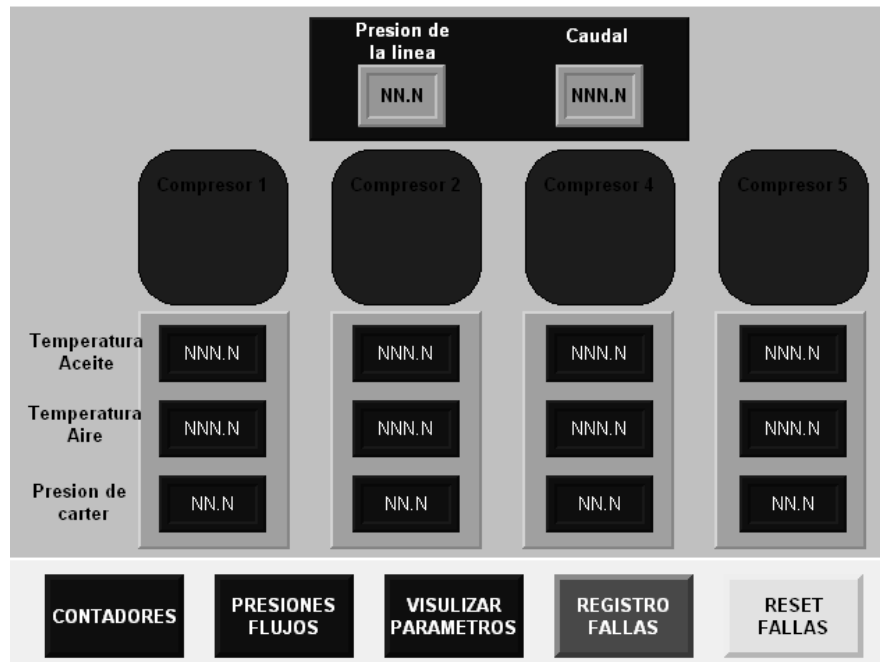 Presion de
la linea
Caudal
NN.N
NNN.N
Compresor 1
Compresor 2
Compresor 4
Compresor 5
Temperatura
Aceite
NNN.N
NNN.N
NNN.N
NNN.N
Temperatura
Aire
NNN.N
NNN.N
NNN.N
NNN.N
Presion de
carter
NN.N
NN.N
NN.N
NN.N
CONTADORES
PRESIONES
FLUJOS
VISULIZAR
PARAMETROS
REGISTRO
FALLAS
RESET
FALLAS